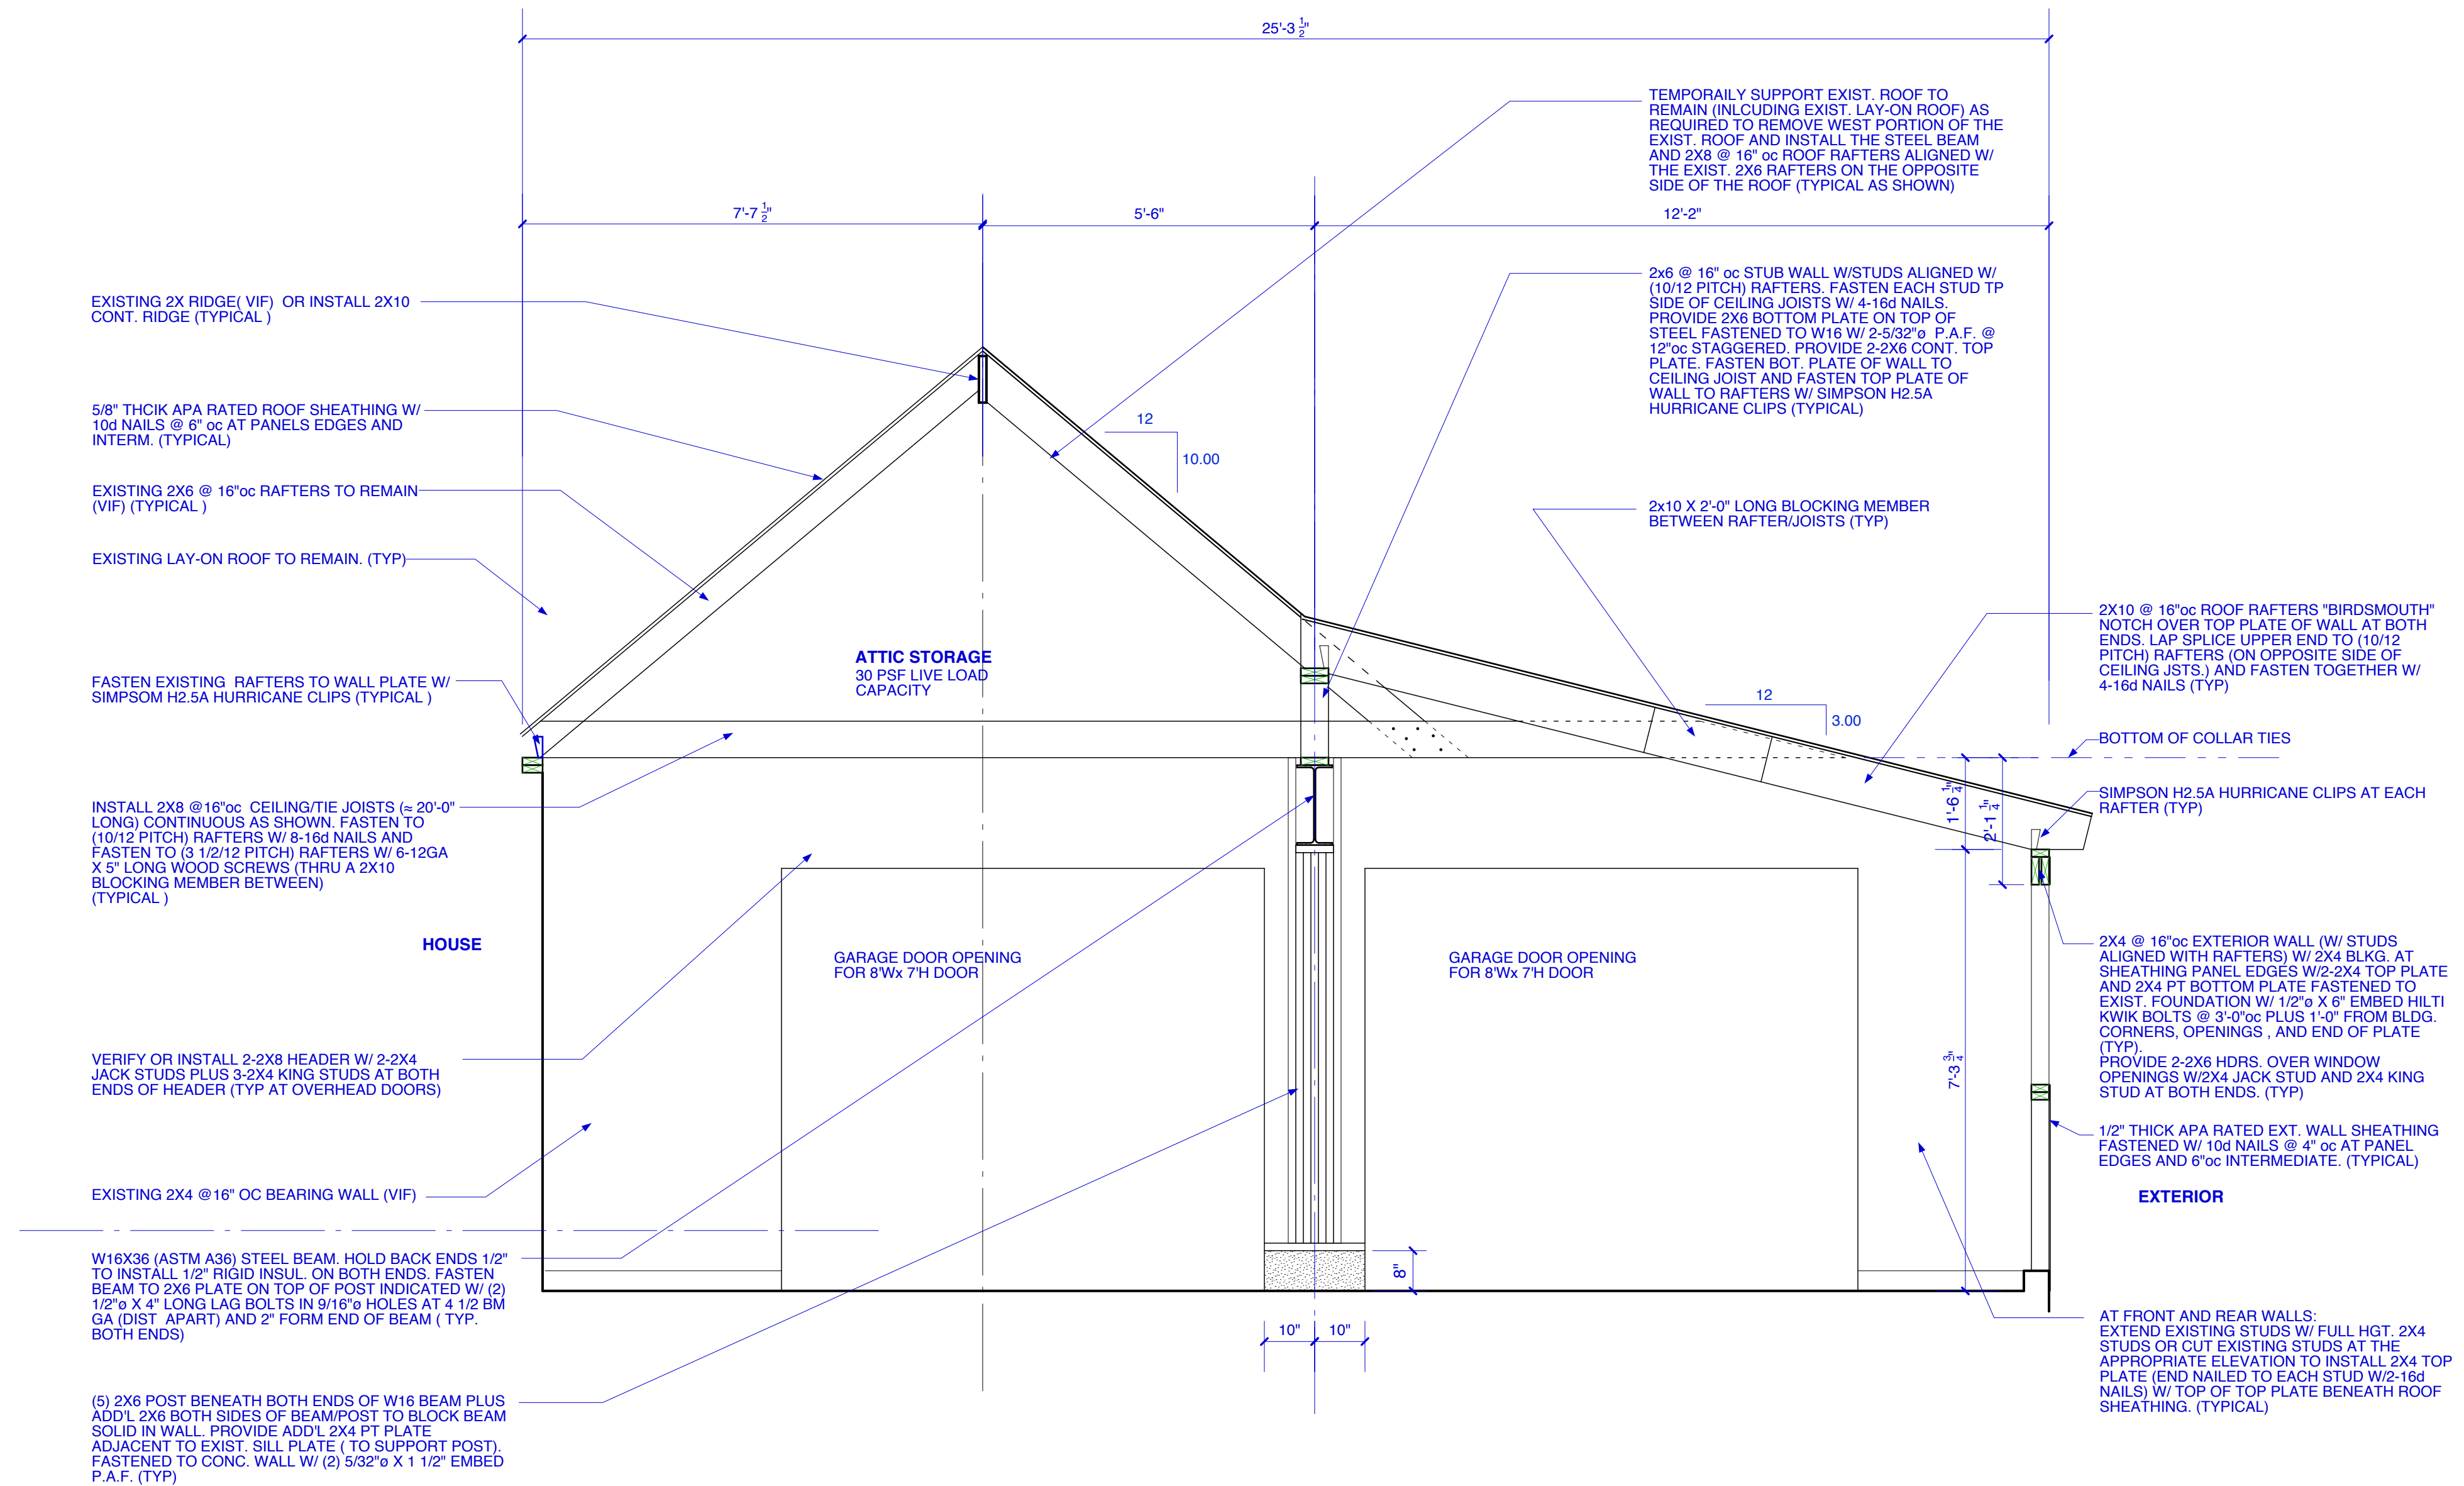 25'-3 1/2"
7'-7 1/2"
5'-6"
12'-2"
TEMPORAILY SUPPORT EXIST. ROOF TO
REMAIN (INLCUDING EXIST. LAY-ON ROOF) AS
REQUIRED TO REMOVE WEST PORTION OF THE
EXIST. ROOF AND INSTALL THE STEEL BEAM
AND 2X8 @ 16" oc ROOF RAFTERS ALIGNED W/
THE EXIST. 2X6 RAFTERS ON THE OPPOSITE
SIDE OF THE ROOF (TYPICAL AS SHOWN)
2x6 @ 16" oc STUB WALL W/STUDS ALIGNED W/
(10/12 PITCH) RAFTERS. FASTEN EACH STUD TP
SIDE OF CEILING JOISTS W/ 4-16d NAILS.
PROVIDE 2X6 BOTTOM PLATE ON TOP OF
STEEL FASTENED TO W16 W/ 2-5/32"ø P.A.F. @
12"oc STAGGERED. PROVIDE 2-2X6 CONT. TOP
PLATE. FASTEN BOT. PLATE OF WALL TO
CEILING JOIST AND FASTEN TOP PLATE OF
WALL TO RAFTERS W/ SIMPSON H2.5A
HURRICANE CLIPS (TYPICAL)
EXISTING 2X RIDGE( VIF) OR INSTALL 2X10
CONT. RIDGE (TYPICAL )
5/8" THCIK APA RATED ROOF SHEATHING W/
10d NAILS @ 6" oc AT PANELS EDGES AND
INTERM. (TYPICAL)
12
10.00
EXISTING 2X6 @ 16"oc RAFTERS TO REMAIN
(VIF) (TYPICAL )
2x10 X 2'-0" LONG BLOCKING MEMBER
BETWEEN RAFTER/JOISTS (TYP)
EXISTING LAY-ON ROOF TO REMAIN. (TYP)
2X10 @ 16"oc ROOF RAFTERS "BIRDSMOUTH"
NOTCH OVER TOP PLATE OF WALL AT BOTH
ENDS. LAP SPLICE UPPER END TO (10/12
PITCH) RAFTERS (ON OPPOSITE SIDE OF
CEILING JSTS.) AND FASTEN TOGETHER W/
4-16d NAILS (TYP)
ATTIC STORAGE
30 PSF LIVE LOAD
CAPACITY
FASTEN EXISTING RAFTERS TO WALL PLATE W/
SIMPSOM H2.5A HURRICANE CLIPS (TYPICAL )
12
3.00
BOTTOM OF COLLAR TIES
1'-6 1/4"
2'-1 1/4"
SIMPSON H2.5A HURRICANE CLIPS AT EACH
RAFTER (TYP)
INSTALL 2X8 @16"oc CEILING/TIE JOISTS (≈ 20'-0"
LONG) CONTINUOUS AS SHOWN. FASTEN TO
(10/12 PITCH) RAFTERS W/ 8-16d NAILS AND
FASTEN TO (3 1/2/12 PITCH) RAFTERS W/ 6-12GA
X 5" LONG WOOD SCREWS (THRU A 2X10
BLOCKING MEMBER BETWEEN)
(TYPICAL )
HOUSE
GARAGE DOOR OPENING
FOR 8'Wx 7'H DOOR
GARAGE DOOR OPENING
FOR 8'Wx 7'H DOOR
2X4 @ 16"oc EXTERIOR WALL (W/ STUDS
ALIGNED WITH RAFTERS) W/ 2X4 BLKG. AT
SHEATHING PANEL EDGES W/2-2X4 TOP PLATE
AND 2X4 PT BOTTOM PLATE FASTENED TO
EXIST. FOUNDATION W/ 1/2"ø X 6" EMBED HILTI
KWIK BOLTS @ 3'-0"oc PLUS 1'-0" FROM BLDG.
CORNERS, OPENINGS , AND END OF PLATE
(TYP).
PROVIDE 2-2X6 HDRS. OVER WINDOW
OPENINGS W/2X4 JACK STUD AND 2X4 KING
STUD AT BOTH ENDS. (TYP)
VERIFY OR INSTALL 2-2X8 HEADER W/ 2-2X4
JACK STUDS PLUS 3-2X4 KING STUDS AT BOTH
ENDS OF HEADER (TYP AT OVERHEAD DOORS)
7'-3 3/4"
1/2" THICK APA RATED EXT. WALL SHEATHING
FASTENED W/ 10d NAILS @ 4" oc AT PANEL
EDGES AND 6"oc INTERMEDIATE. (TYPICAL)
EXISTING 2X4 @16" OC BEARING WALL (VIF)
EXTERIOR
W16X36 (ASTM A36) STEEL BEAM. HOLD BACK ENDS 1/2"
TO INSTALL 1/2" RIGID INSUL. ON BOTH ENDS. FASTEN
BEAM TO 2X6 PLATE ON TOP OF POST INDICATED W/ (2)
1/2"ø X 4" LONG LAG BOLTS IN 9/16"ø HOLES AT 4 1/2 BM
GA (DIST APART) AND 2" FORM END OF BEAM ( TYP.
BOTH ENDS)
8"
10"
10"
AT FRONT AND REAR WALLS:
EXTEND EXISTING STUDS W/ FULL HGT. 2X4
STUDS OR CUT EXISTING STUDS AT THE
APPROPRIATE ELEVATION TO INSTALL 2X4 TOP
PLATE (END NAILED TO EACH STUD W/2-16d
NAILS) W/ TOP OF TOP PLATE BENEATH ROOF
SHEATHING. (TYPICAL)
(5) 2X6 POST BENEATH BOTH ENDS OF W16 BEAM PLUS
ADD'L 2X6 BOTH SIDES OF BEAM/POST TO BLOCK BEAM
SOLID IN WALL. PROVIDE ADD'L 2X4 PT PLATE
ADJACENT TO EXIST. SILL PLATE ( TO SUPPORT POST).
FASTENED TO CONC. WALL W/ (2) 5/32"ø X 1 1/2" EMBED
P.A.F. (TYP)